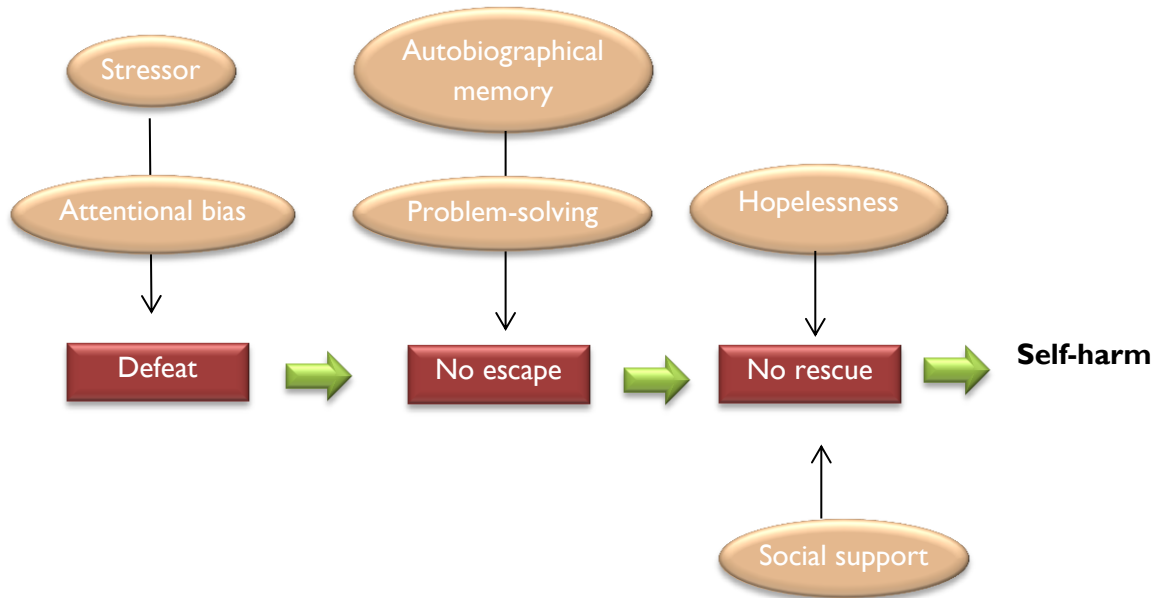 Stressor
Autobiographical
memory
Attentional bias
Problem-solving
Hopelessness
Defeat
No escape
No rescue
Self-harm
Social support